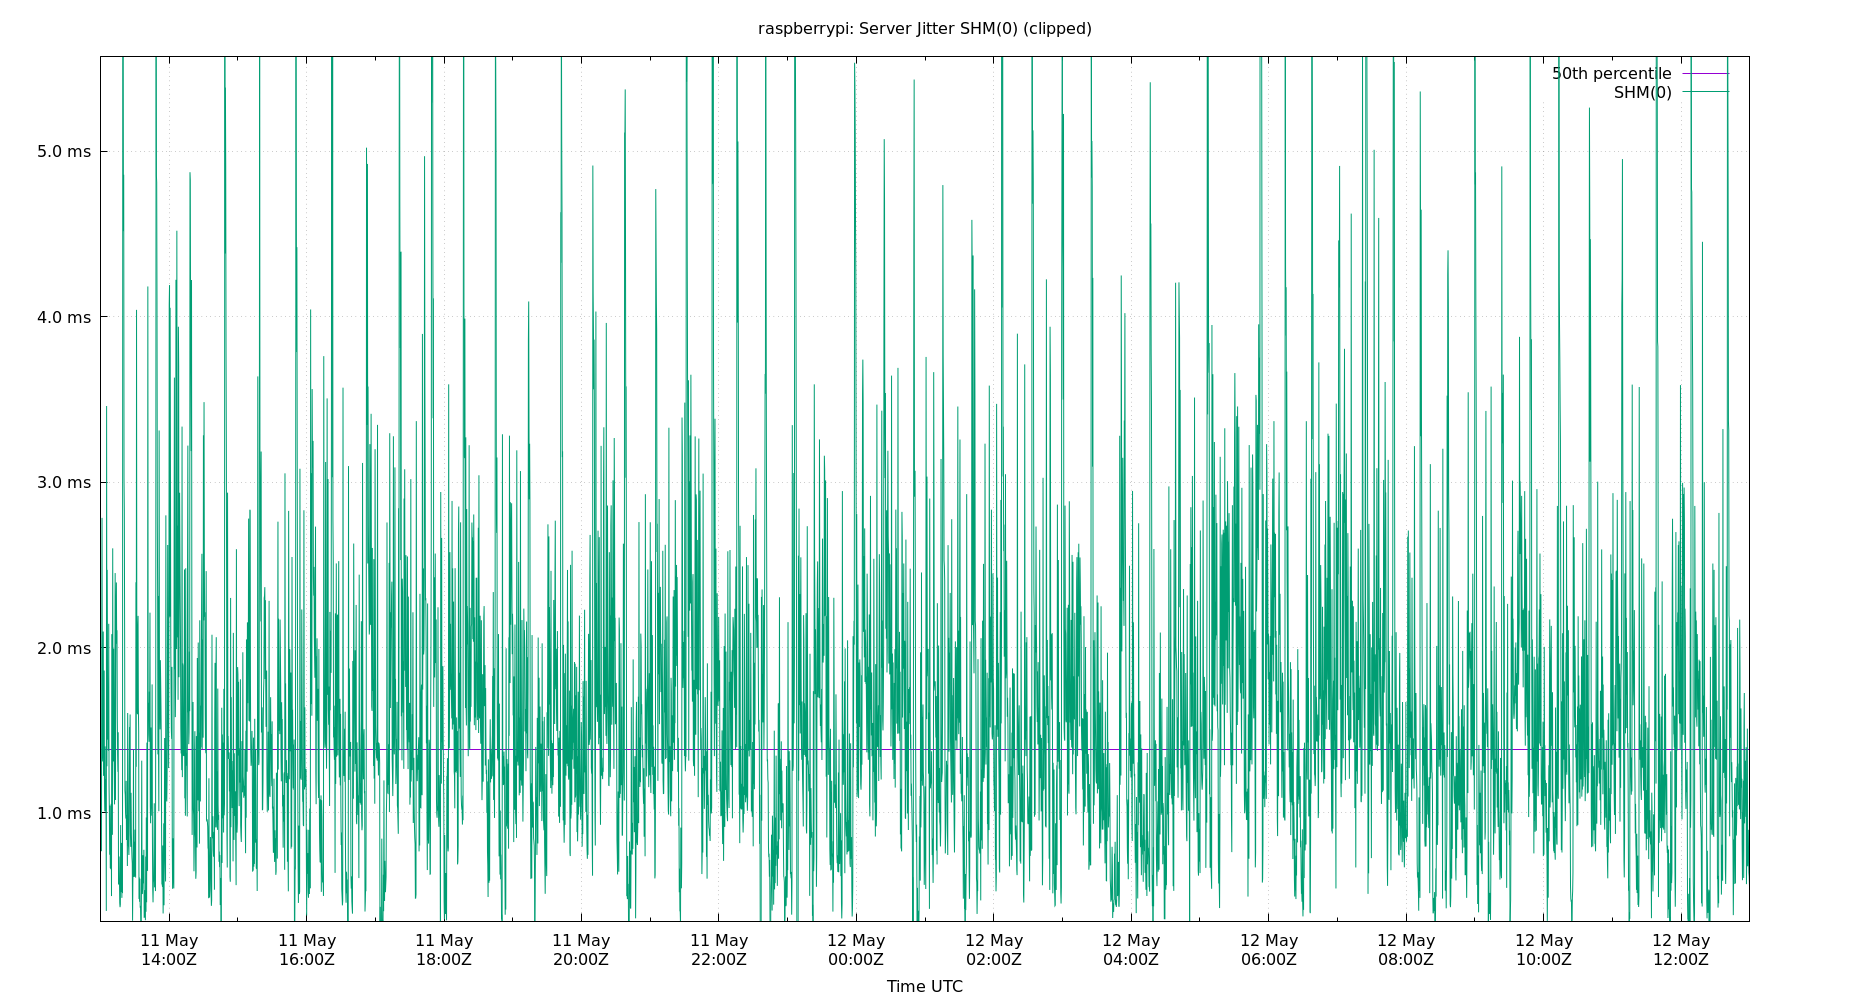 raspberrypi: Server Jitter SHM(0) (clipped)
50th percentile
SHM(0)
5.0 ms
4.0 ms
3.0 ms
2.0 ms
1.0 ms
11 May 11 May 11 May 11 May 11 May 12 May 12 May 12 May 12 May 12 May 12 May 12 May
14:00Z 16:00Z 18:00Z 20:00Z 22:00Z 00:00Z 02:00Z 04:00Z 06:00Z 08:00Z 10:00Z 12:00Z
Time UTC